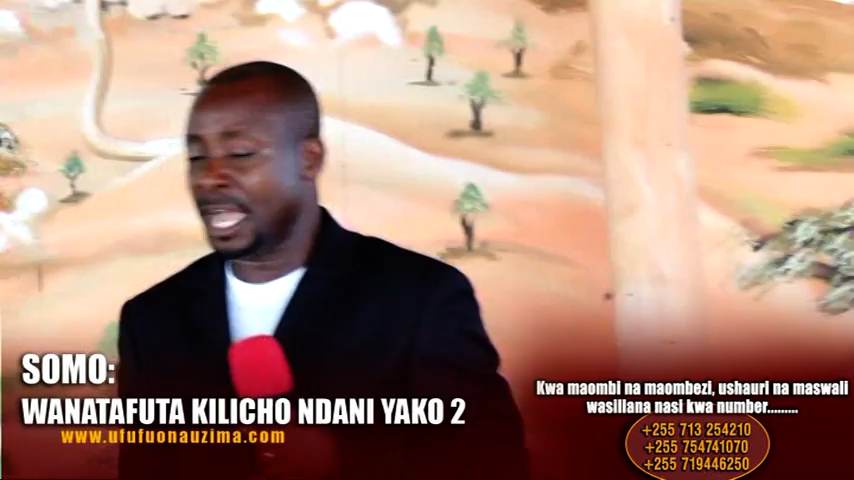 SOMO:
WANATAFUTA KILICHO NDANI YAKO 2
www.ufufuonauzima.com
Kwa maombi na maombezi, ushauri na maswali
wasiliana nasi kwa number.........
+255 713 254210
+255 754741070
+255 719446250